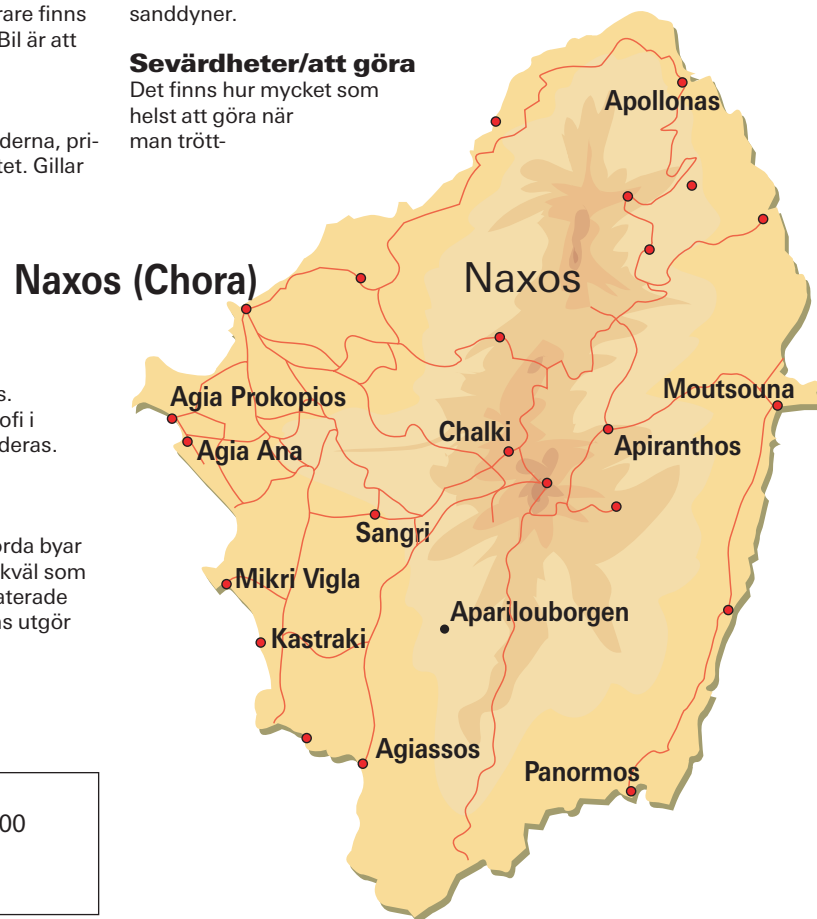 rare finns
Bil är att
derna, pri-
tet. Gillar
s.
ofi i
deras.
orda byar
kväl som
aterade
ns utgör
00
sanddyner.
Sevärdheter/att göra
Det finns hur mycket som
helst att göra när
man trött-
Apollonas
Naxos (Chora)
Naxos
Agia Prokopios
Moutsouna
Chalki
Apiranthos
Agia Ana
Sangri
Mikri Vigla
Aparilouborgen
Kastraki
Agiassos
Panormos